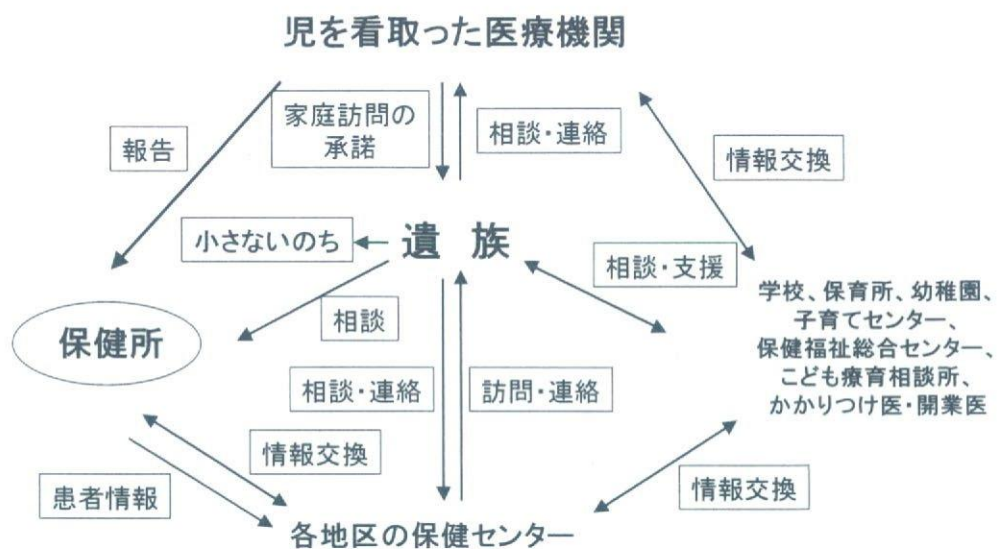 児を看取った医療機関
報告
家庭訪問の
承諾
相談・連絡
情報交換
小さないのち
遺 族
相談・支援
保健所
相談
学校、保育所、幼稚園、
子育てセンター、
保健福祉総合センター、
こども療育相談所、
かかりつけ医・開業医
相談・連絡
訪問・連絡
情報交換
患者情報
情報交換
各地区の保健センター